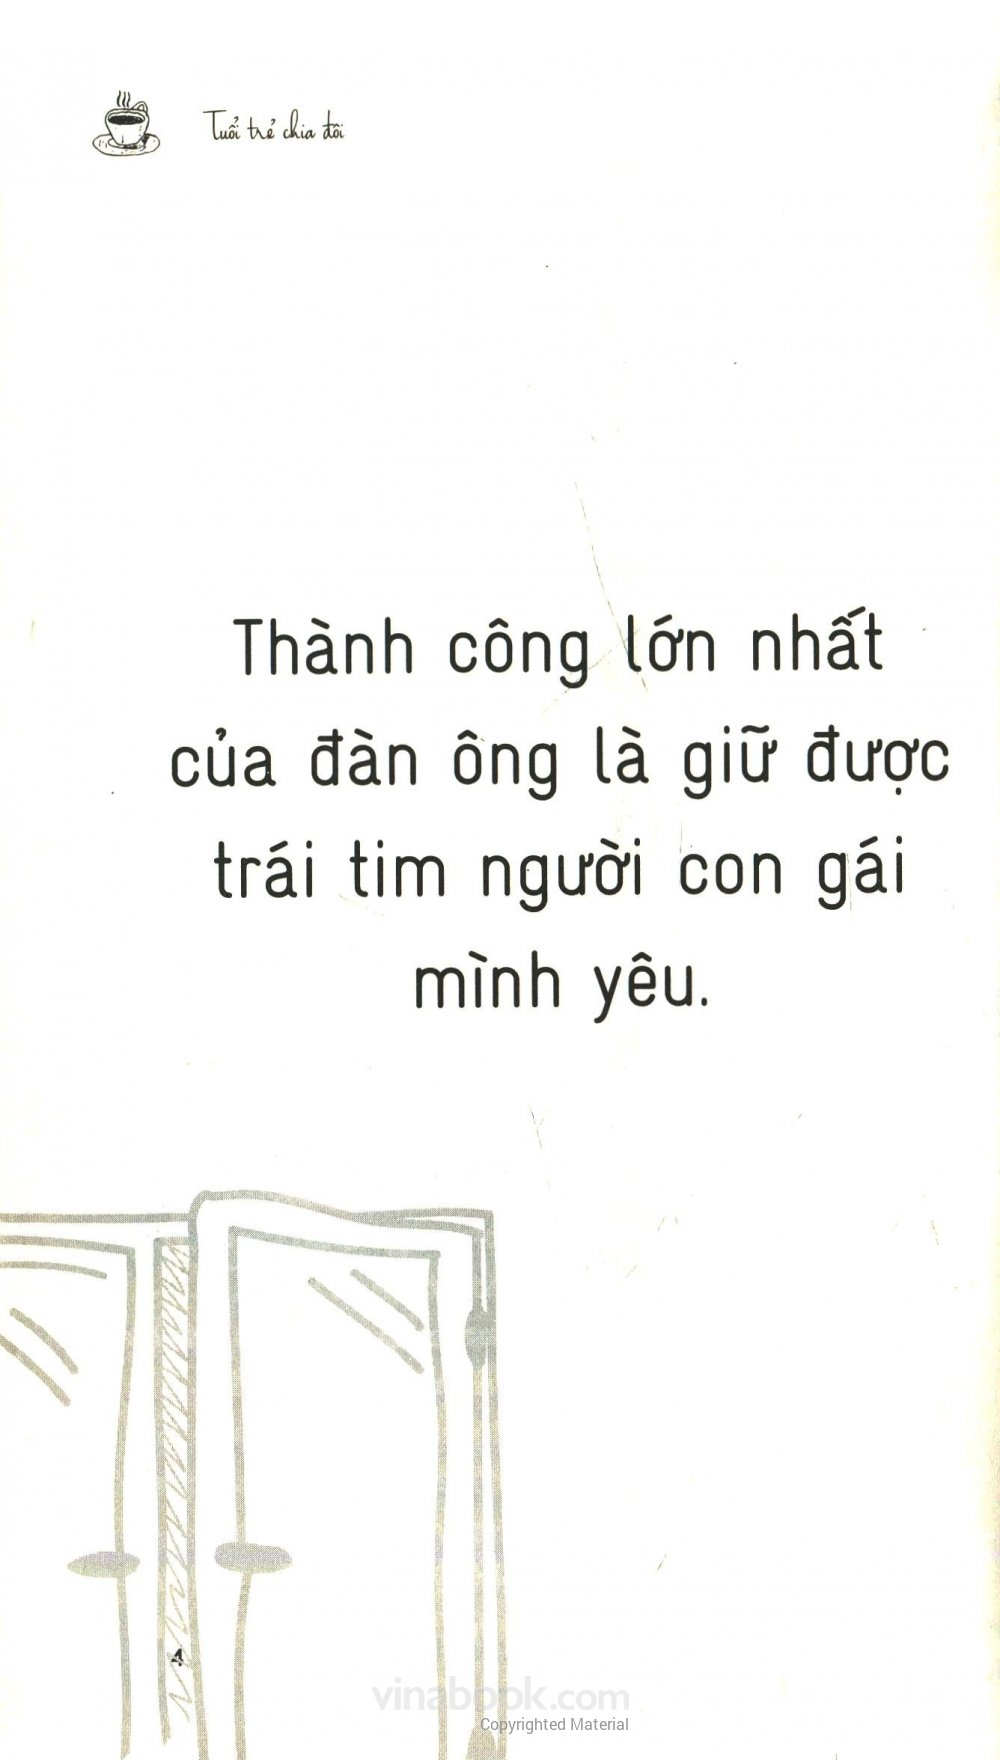 Tuổi trẻ chia đôi
Thành công lớn nhất
của đàn ông là giữ được
trái tim người con gái
mình yêu.
4
vinabook.com
Copyrighted Material